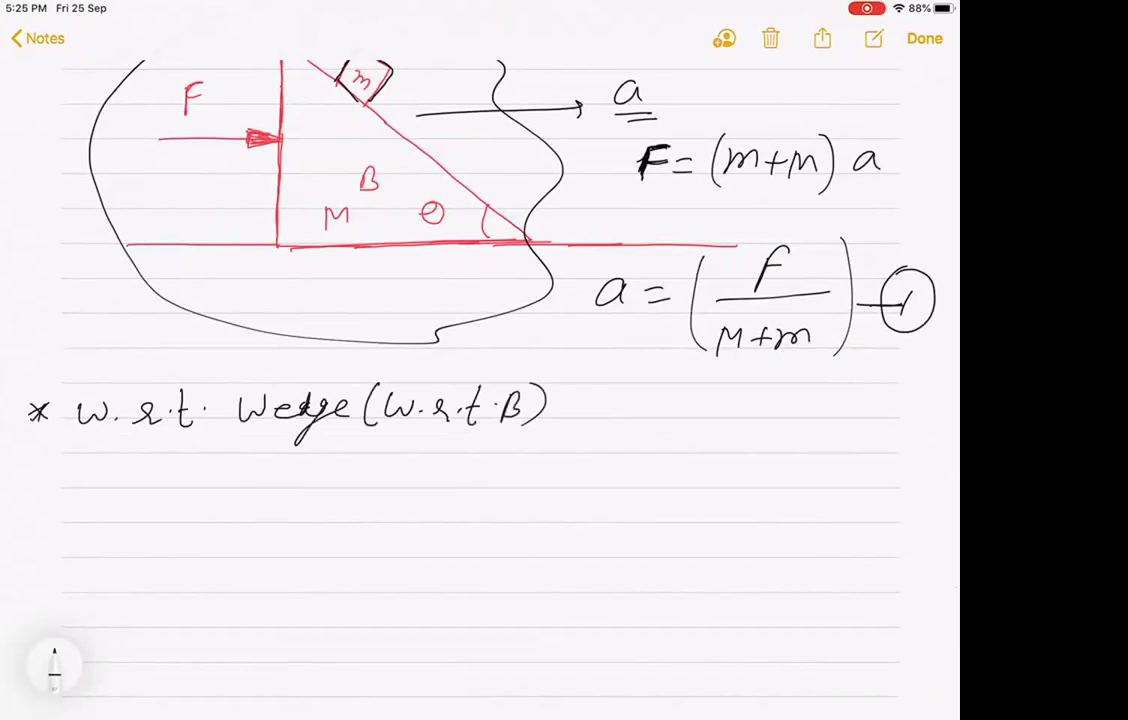 5:25 PM Fri 25 Sep
88%
Notes
Done
m
F
a
F = (m+m) a
B
M θ
a = (F/M+m) — 1
* w.r.t. Wedge (w.r.t. B)